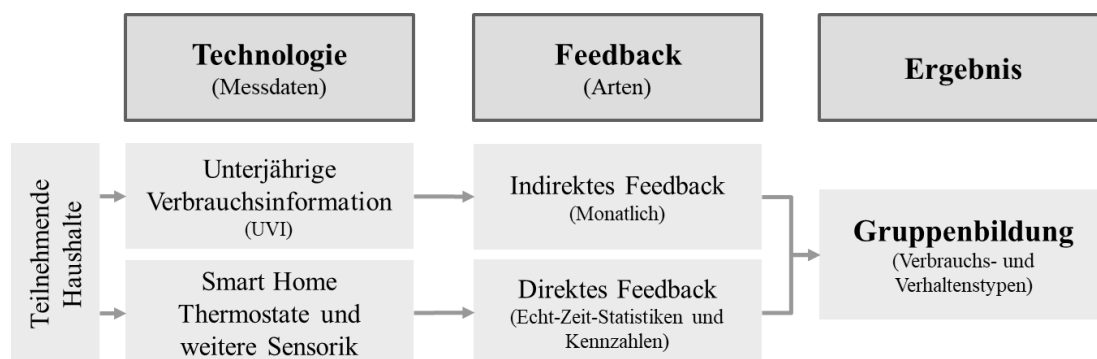 Technologie
(Messdaten)
Feedback
(Arten)
Ergebnis
Teilnehmende
Haushalte
Unterjährige
Verbrauchsinformation
(UVI)
Indirektes Feedback
(Monatlich)
Smart Home
Thermostate und
weitere Sensorik
Direktes Feedback
(Echt-Zeit-Statistiken und
Kennzahlen)
Gruppenbildung
(Verbrauchs- und
Verhaltenstypen)